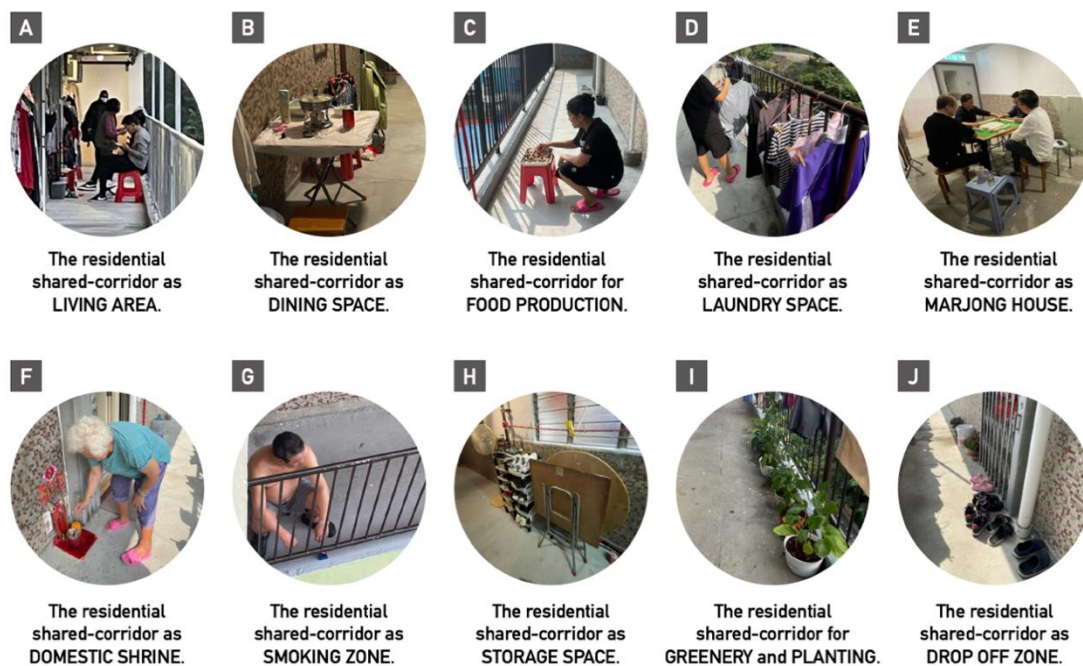 A
B
C
D
E
The residential
shared-corridor as
LIVING AREA.
The residential
shared-corridor as
DINING SPACE.
The residential
shared-corridor for
FOOD PRODUCTION.
The residential
shared-corridor as
LAUNDRY SPACE.
The residential
shared-corridor as
MARJONG HOUSE.
F
G
H
I
J
The residential
shared-corridor as
DOMESTIC SHRINE.
The residential
shared-corridor as
SMOKING ZONE.
The residential
shared-corridor as
STORAGE SPACE.
The residential
shared-corridor for
GREENERY and PLANTING.
The residential
shared-corridor as
DROP OFF ZONE.